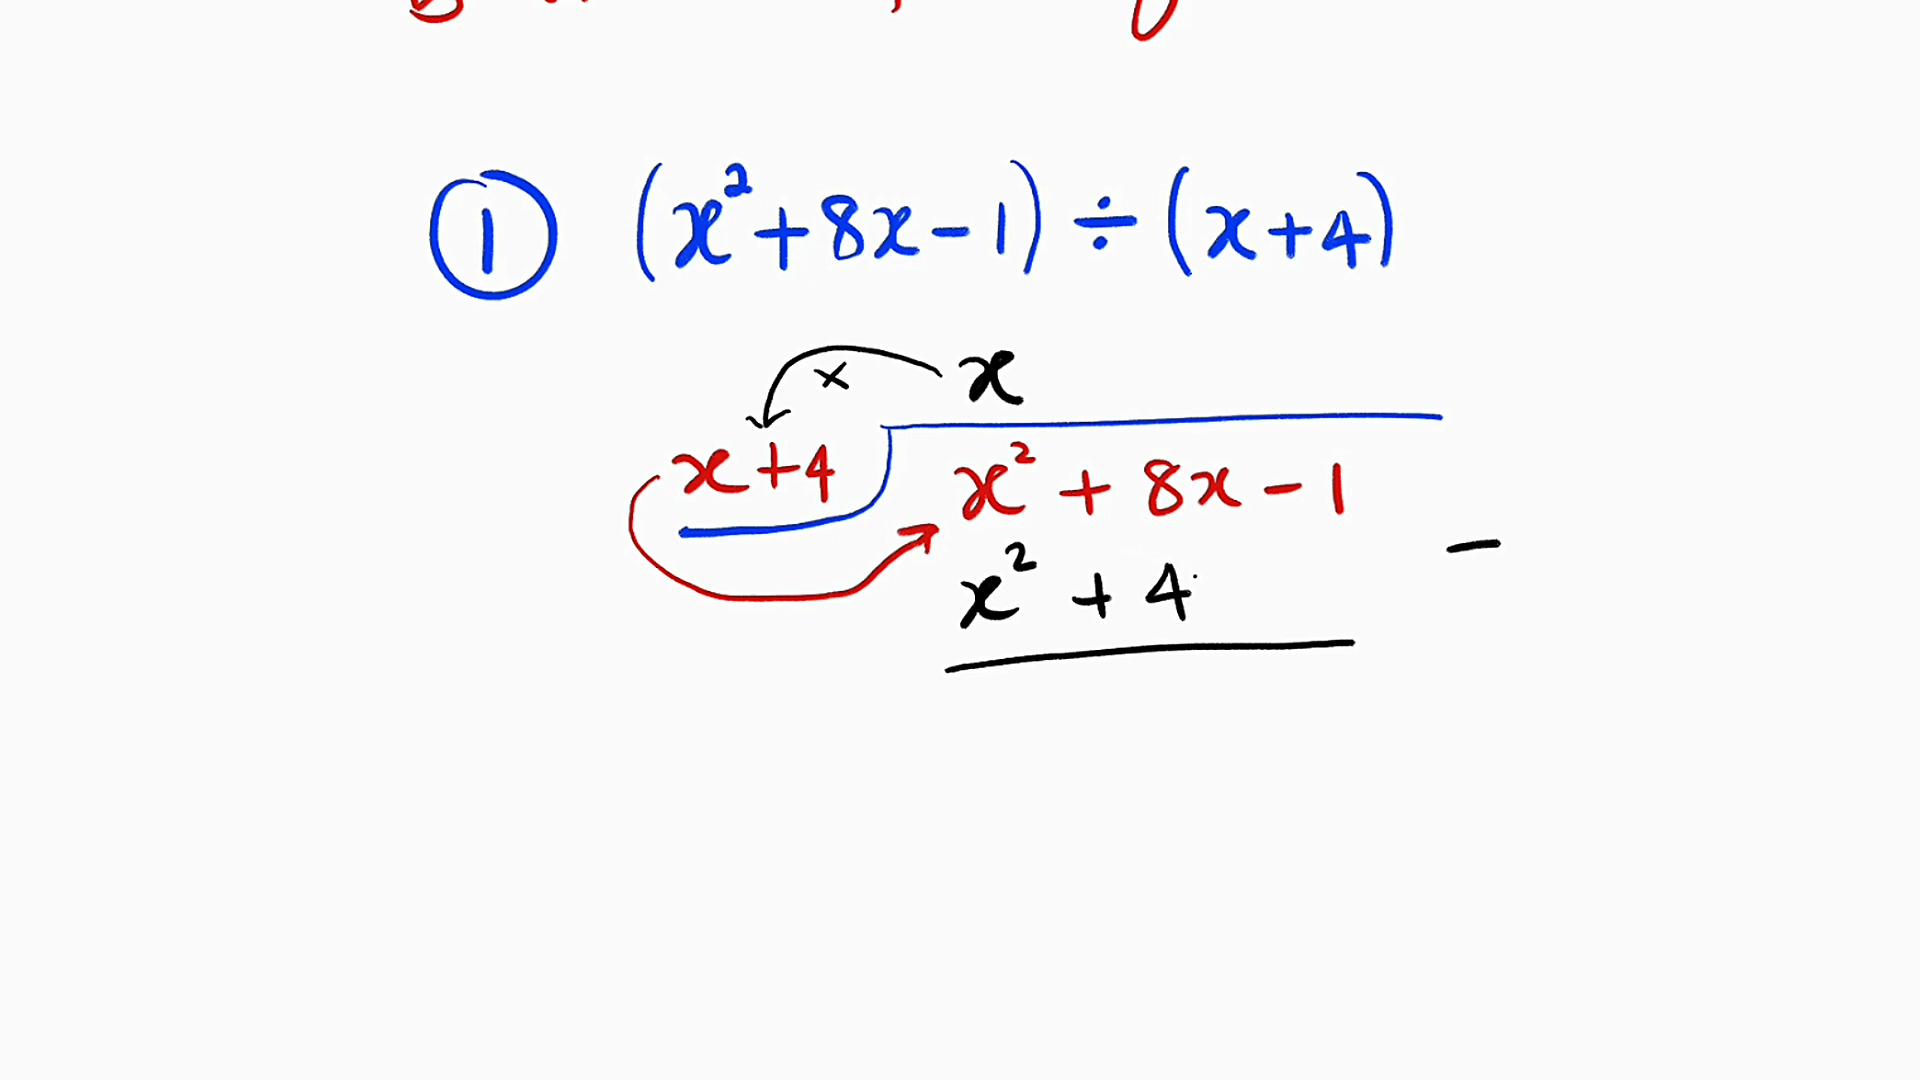 ① (x² + 8x - 1) ÷ (x + 4)
x
×
x + 4
x² + 8x - 1
-
x² + 4